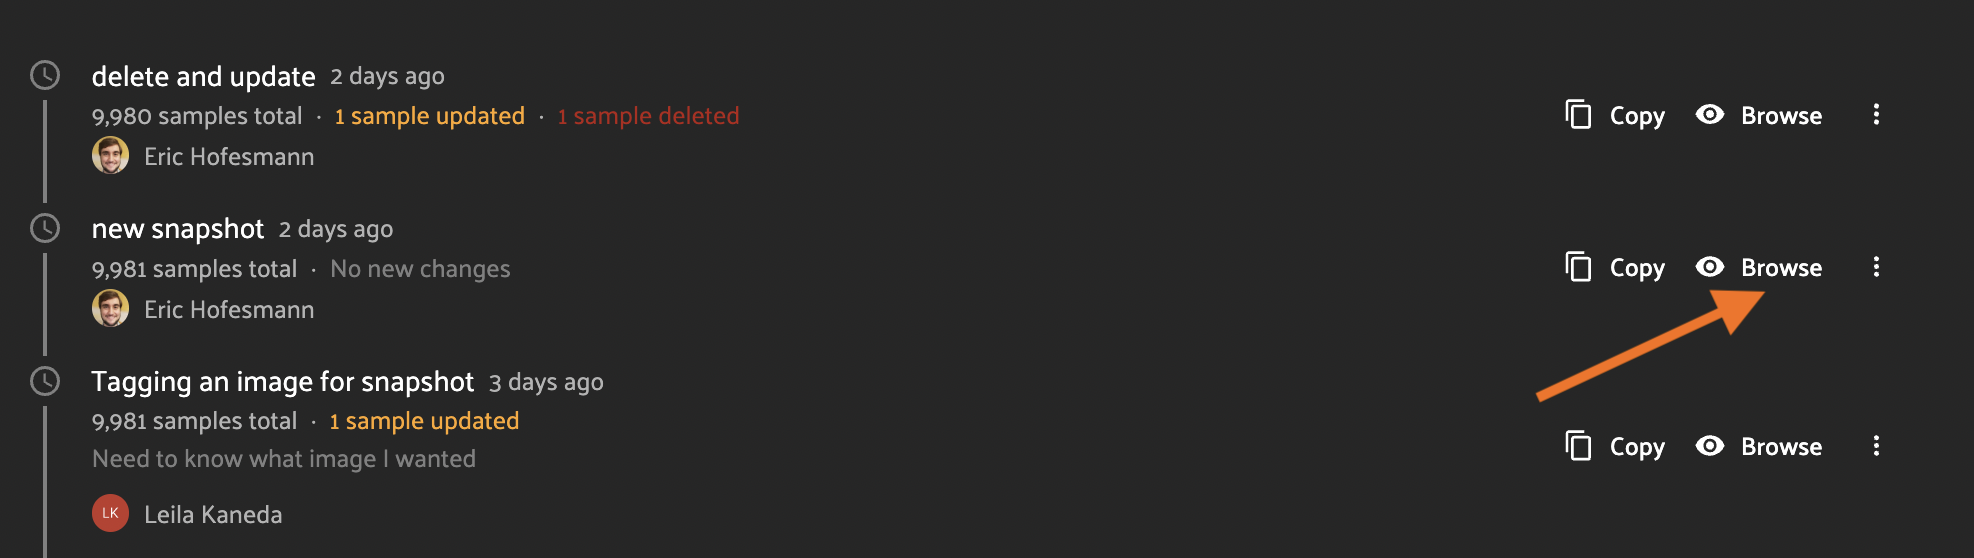 delete and update 2 days ago
9,980 samples total · 1 sample updated · 1 sample deleted
Copy Browse
Eric Hofesmann
new snapshot 2 days ago
9,981 samples total · No new changes
Copy Browse
Eric Hofesmann
Tagging an image for snapshot 3 days ago
9,981 samples total · 1 sample updated
Copy Browse
Need to know what image I wanted
LK Leila Kaneda